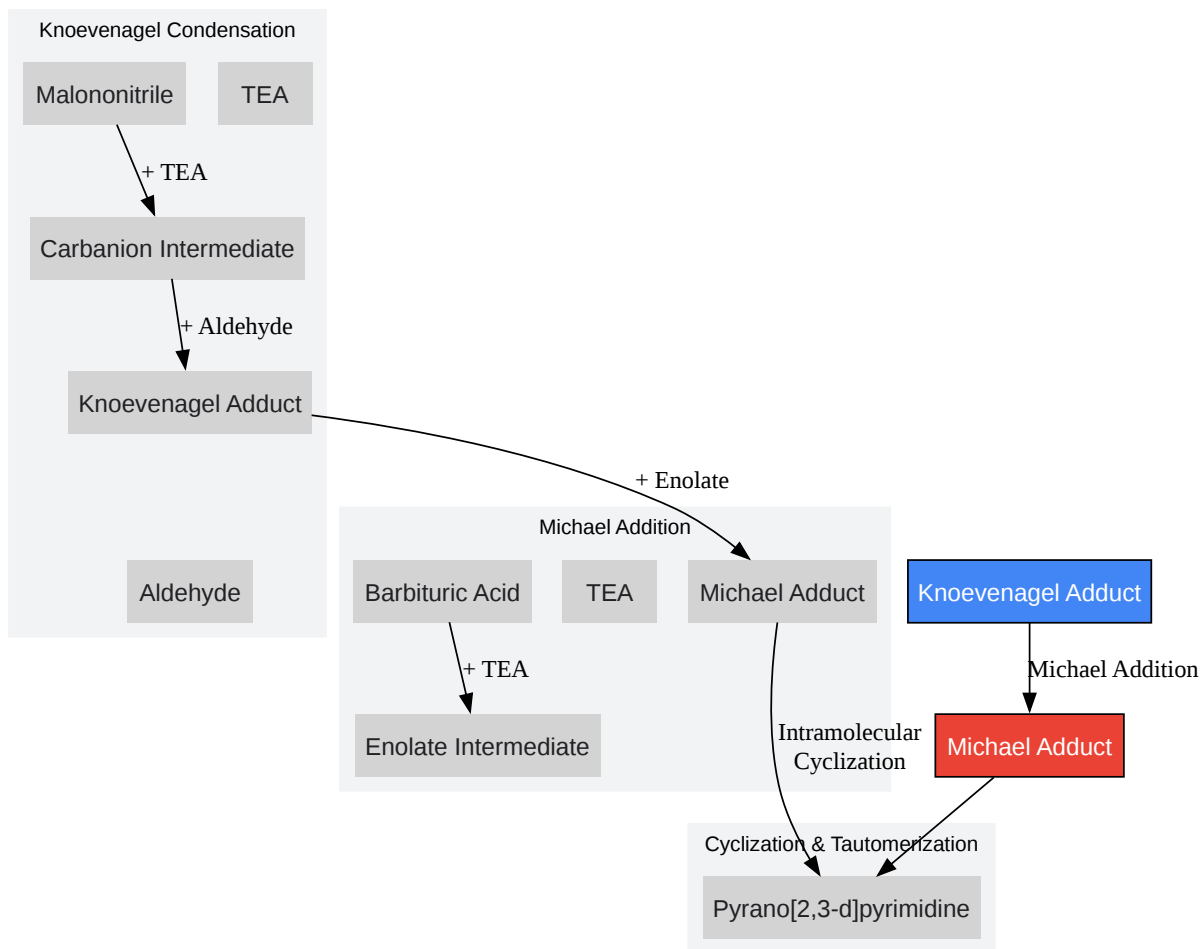 Knoevenagel Condensation
Malononitrile
TEA
+ TEA
Carbanion Intermediate
+ Aldehyde
Knoevenagel Adduct
+ Enolate
Aldehyde
Michael Addition
Barbituric Acid
TEA
Michael Adduct
Knoevenagel Adduct
+ TEA
Michael Addition
Enolate Intermediate
Intramolecular
Cyclization
Michael Adduct
Cyclization & Tautomerization
Pyrano[2,3-d]pyrimidine